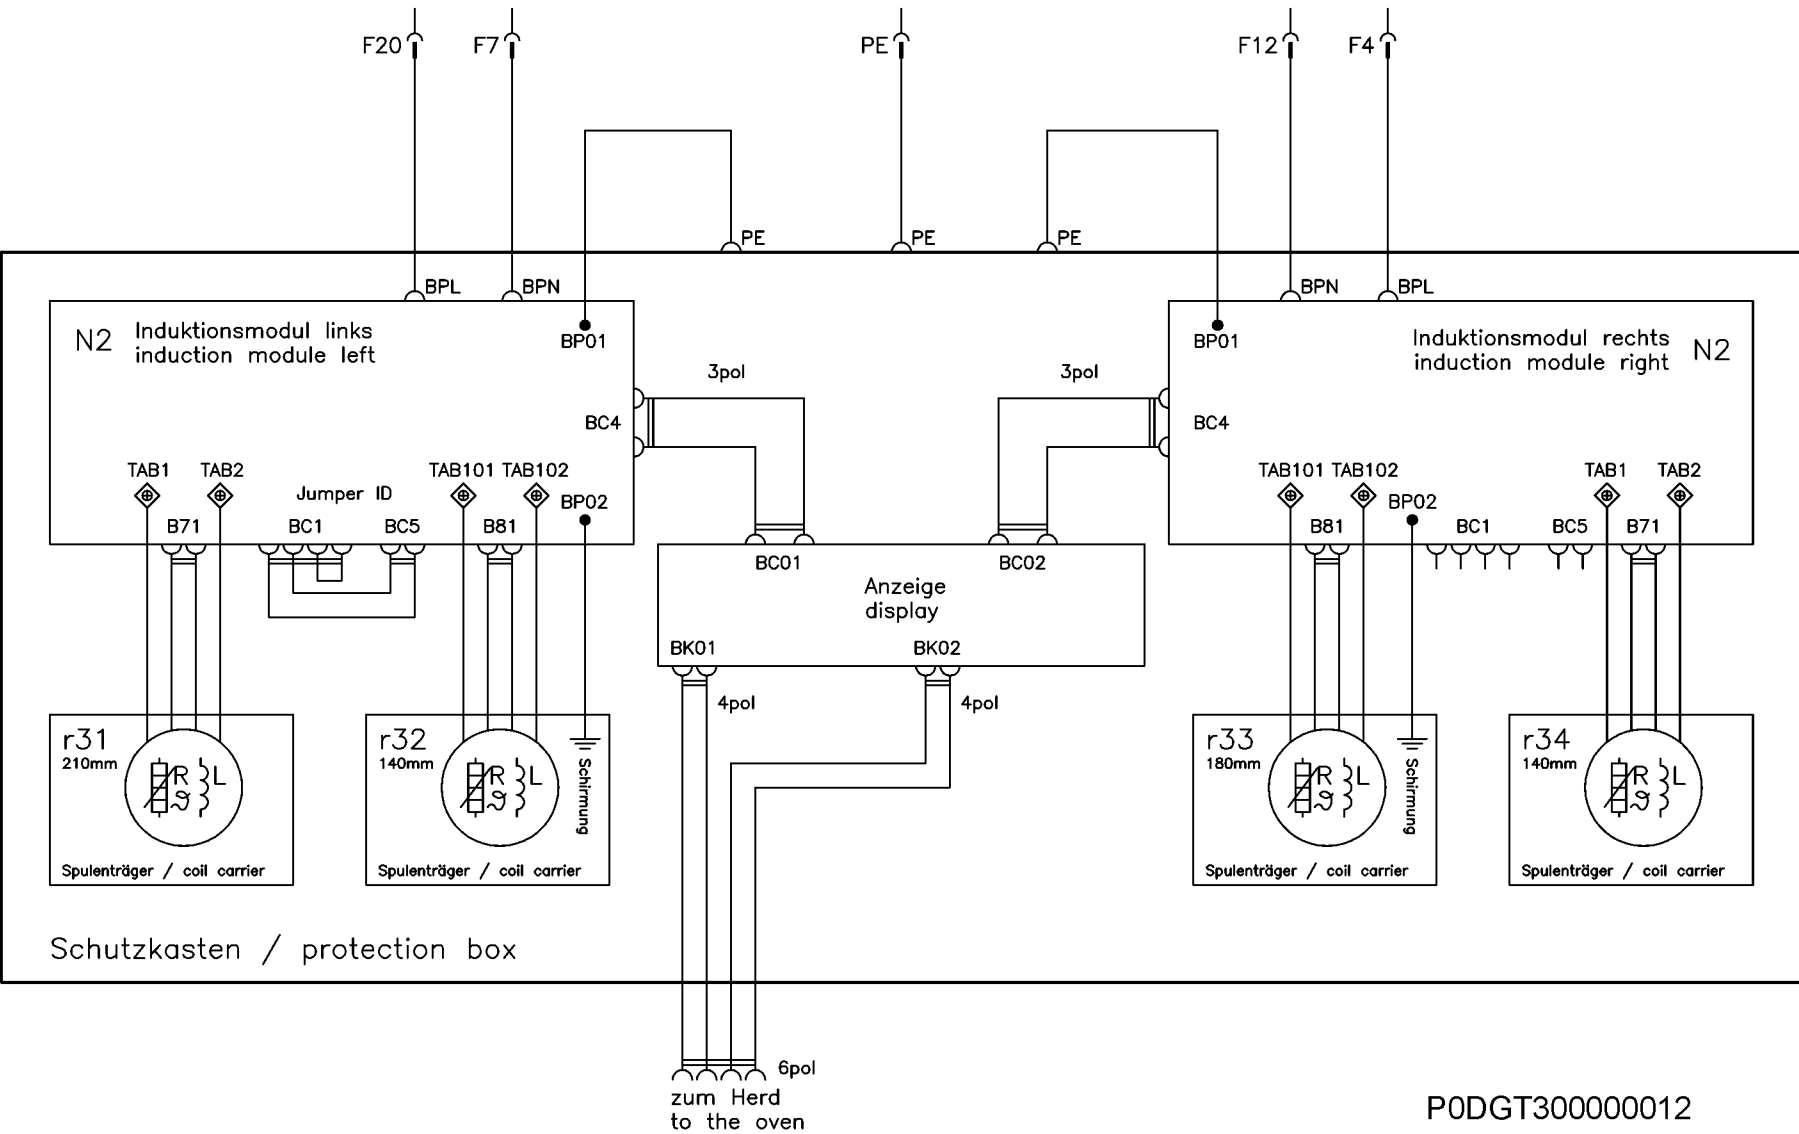 F20 F7 PE F12 F4
PE PE PE
BPL BPN BPN BPL
N2 Induktionsmodul links
induction module left
BP01
BP01
Induktionsmodul rechts N2
induction module right
3pol 3pol
BC4 BC4
TAB1 TAB2 TAB101 TAB102
Jumper ID
BP02
B71 BC1 BC5 B81
TAB101 TAB102 TAB1 TAB2
BP02
B81 BC1 BC5 B71
BC01 BC02
Anzeige
display
BK01 BK02
4pol 4pol
r31
210mm
R L
ϑ
Spulenträger / coil carrier
r32
140mm
R L
ϑ
Schirmung
Spulenträger / coil carrier
r33
180mm
R L
ϑ
Schirmung
Spulenträger / coil carrier
r34
140mm
R L
ϑ
Spulenträger / coil carrier
Schutzkasten / protection box
6pol
zum Herd
to the oven
P0DGT300000012